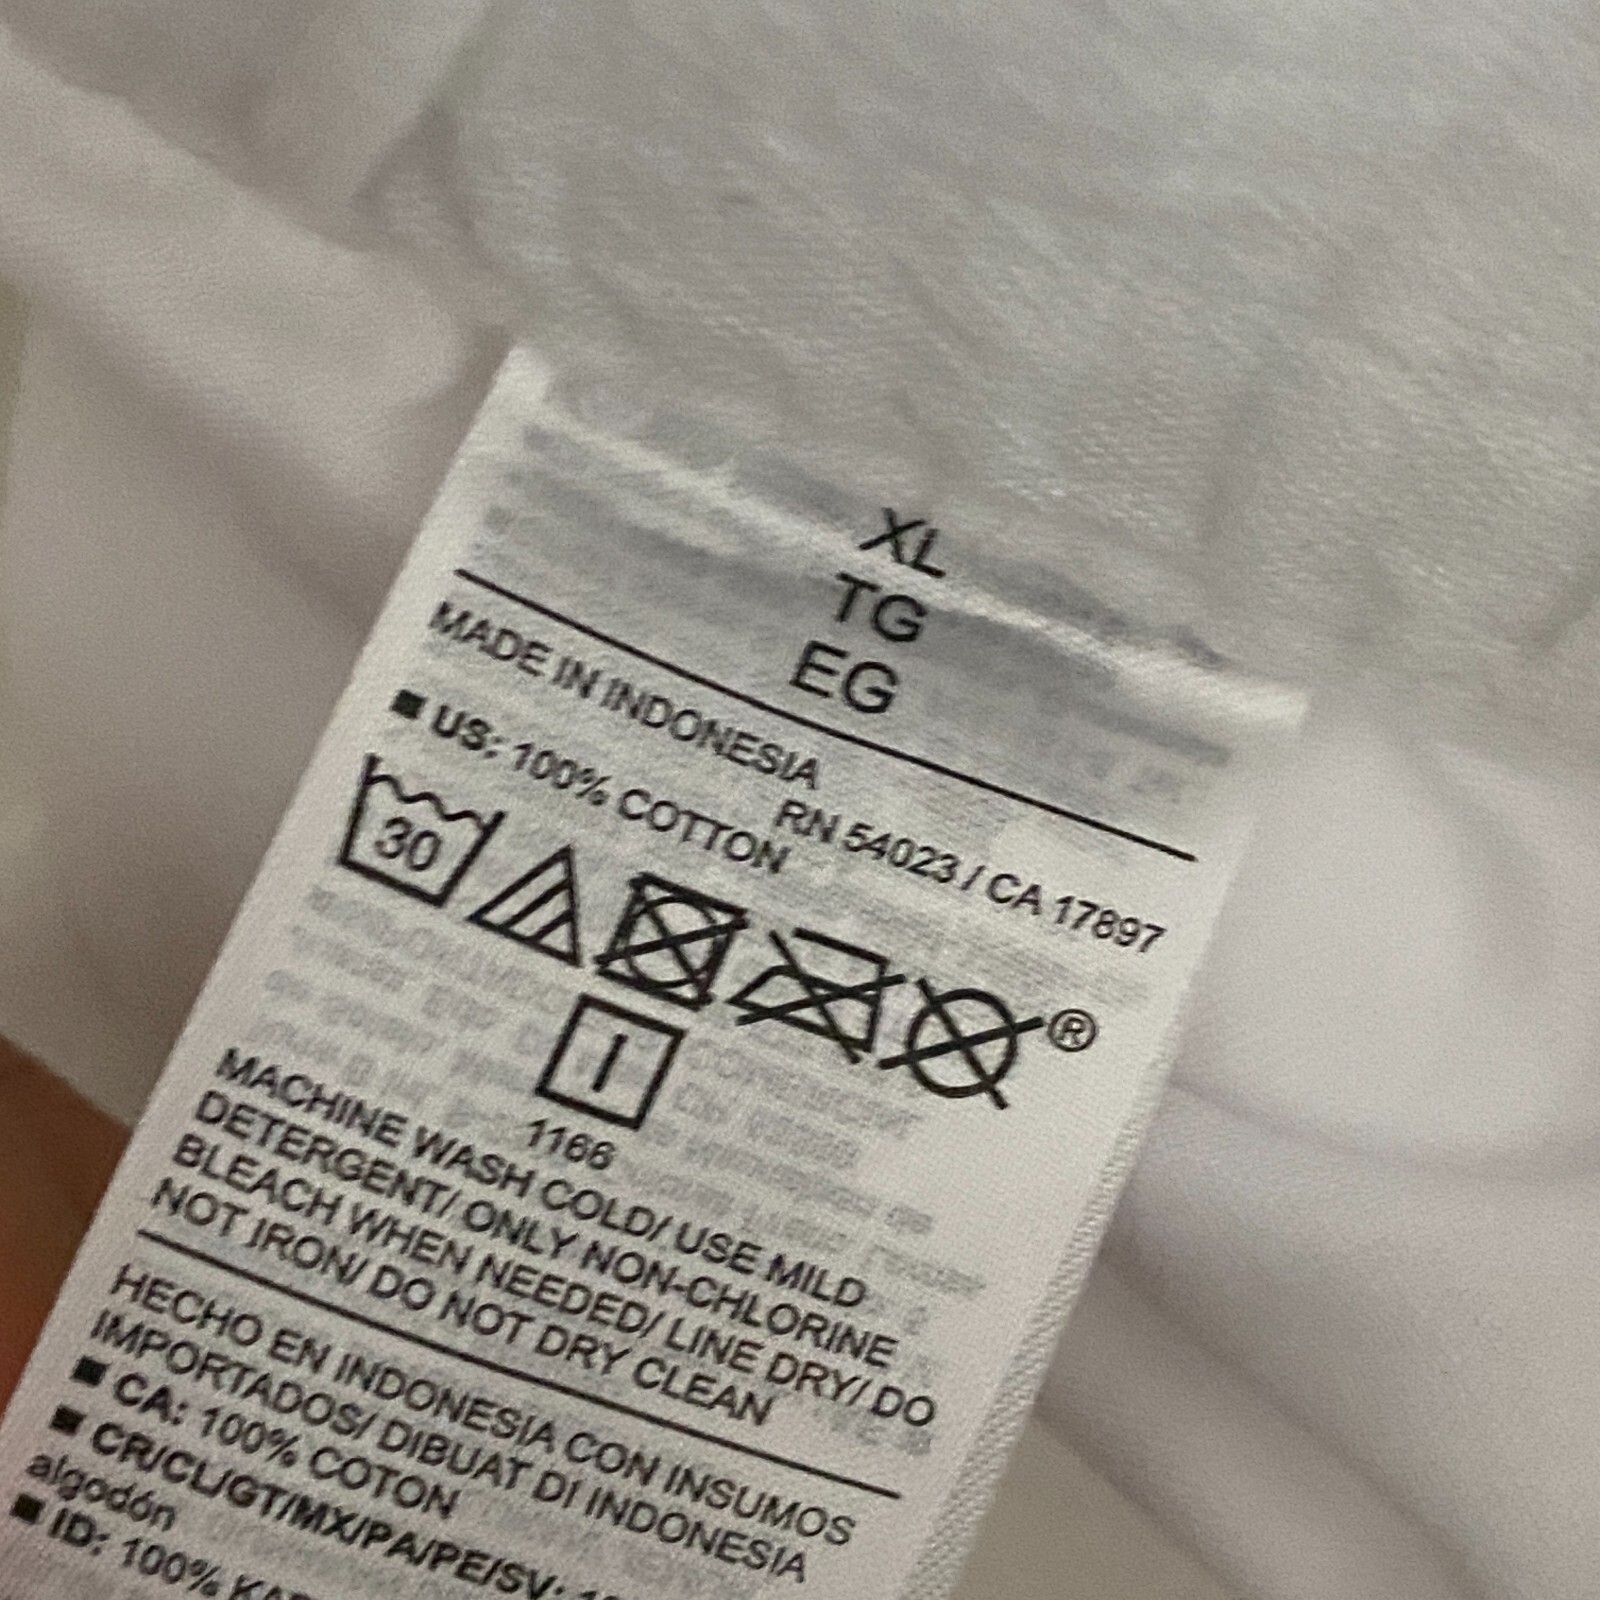 XL
TG
EG
MADE IN INDONESIA
RN 54023 / CA 17897
■ US: 100% COTTON
30
®
I
1166
MACHINE WASH COLD/ USE MILD
DETERGENT/ ONLY NON-CHLORINE
BLEACH WHEN NEEDED/ LINE DRY/ DO
NOT IRON/ DO NOT DRY CLEAN
HECHO EN INDONESIA CON INSUMOS
IMPORTADOS/ DIBUAT DI INDONESIA
■ CA: 100% COTON
■ CR/CL/GT/MX/PA/PE/SV:
algodón
■ ID: 100%